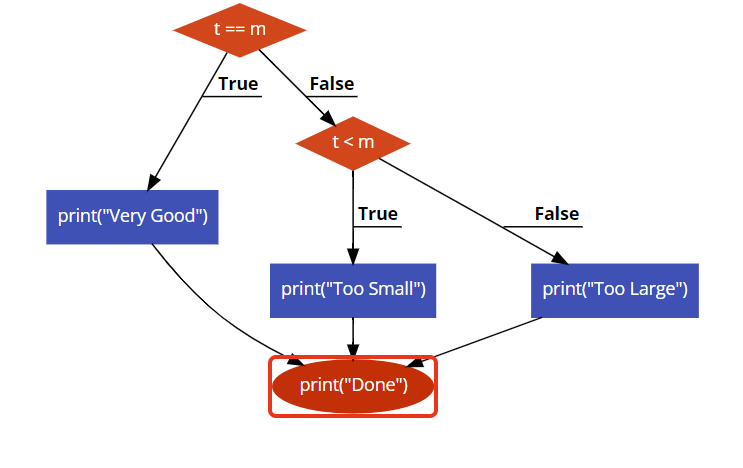 t == m
True
False
t < m
print("Very Good")
True
False
print("Too Small")
print("Too Large")
print("Done")